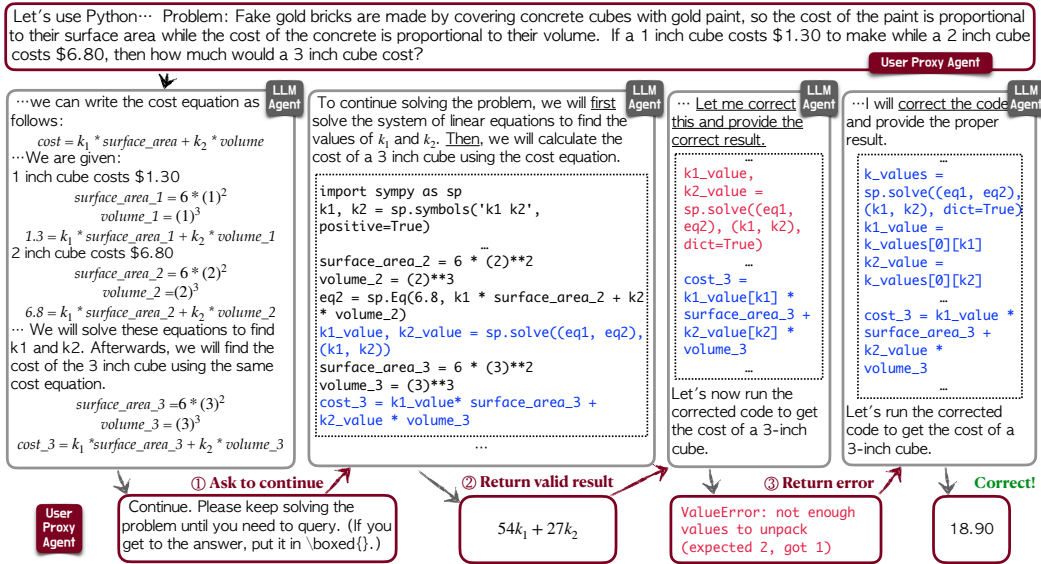 Let's use Python⋯ Problem: Fake gold bricks are made by covering concrete cubes with gold paint, so the cost of the paint is proportional
to their surface area while the cost of the concrete is proportional to their volume. If a 1 inch cube costs $1.30 to make while a 2 inch cube
costs $6.80, then how much would a 3 inch cube cost?
User Proxy Agent
LLM
Agent
⋯we can write the cost equation as
follows:
cost = k₁ * surface_area + k₂ * volume
⋯We are given:
1 inch cube costs $1.30
surface_area_1 = 6 * (1)²
volume_1 = (1)³
1.3 = k₁ * surface_area_1 + k₂ * volume_1
2 inch cube costs $6.80
surface_area_2 = 6 * (2)²
volume_2 = (2)³
6.8 = k₁ * surface_area_2 + k₂ * volume_2
⋯ We will solve these equations to find
k1 and k2. Afterwards, we will find the
cost of the 3 inch cube using the same
cost equation.
surface_area_3 = 6 * (3)²
volume_3 = (3)³
cost_3 = k₁ * surface_area_3 + k₂ * volume_3
LLM
Agent
To continue solving the problem, we will first
solve the system of linear equations to find the
values of k₁ and k₂. Then, we will calculate the
cost of a 3 inch cube using the cost equation.
import sympy as sp
k1, k2 = sp.symbols('k1 k2',
positive=True)
…
surface_area_2 = 6 * (2)**2
volume_2 = (2)**3
eq2 = sp.Eq(6.8, k1 * surface_area_2 + k2
* volume_2)
k1_value, k2_value = sp.solve((eq1, eq2),
(k1, k2))
surface_area_3 = 6 * (3)**2
volume_3 = (3)**3
cost_3 = k1_value* surface_area_3 +
k2_value * volume_3
⋯
LLM
Agent
⋯ Let me correct
this and provide the
correct result.
…
k1_value,
k2_value =
sp.solve((eq1,
eq2), (k1, k2),
dict=True)
…
cost_3 =
k1_value[k1] *
surface_area_3 +
k2_value[k2] *
volume_3
…
Let's now run the
corrected code to get
the cost of a 3-inch
cube.
LLM
Agent
⋯I will correct the code
and provide the proper
result.
…
k_values =
sp.solve((eq1, eq2),
(k1, k2), dict=True)
k1_value =
k_values[0][k1]
k2_value =
k_values[0][k2]
…
cost_3 = k1_value *
surface_area_3 +
k2_value *
volume_3
…
Let's run the corrected
code to get the cost of a
3-inch cube.
① Ask to continue
② Return valid result
③ Return error
Correct!
User
Proxy
Agent
Continue. Please keep solving the
problem until you need to query. (If you
get to the answer, put it in \boxed{}.)
54k₁ + 27k₂
ValueError: not enough
values to unpack
(expected 2, got 1)
18.90